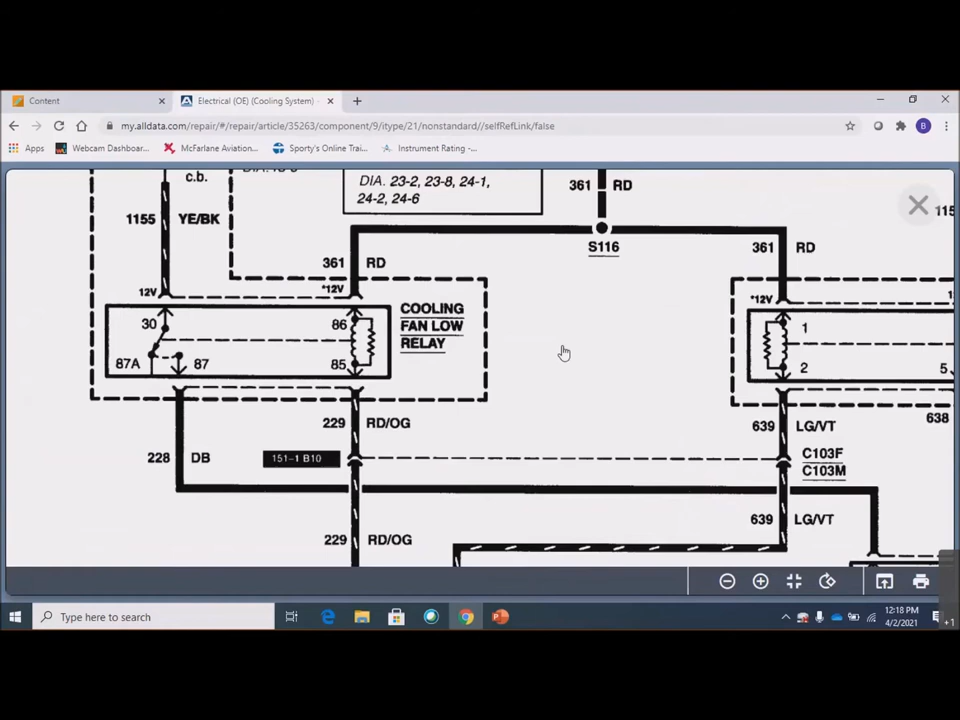 Content
Electrical (OE) (Cooling System) -
my.alldata.com/repair/#/repair/article/35263/component/9/itype/21/nonstandard//selfRefLink/false
B
Apps
Webcam Dashboar...
McFarlane Aviation...
Sporty's Online Trai...
Instrument Rating -...
c.b.
DIA. 23-2, 23-8, 24-1,
24-2, 24-6
361 RD
1155 YE/BK
S116
361 RD
361 RD
12V
*12V
*12V
COOLING
FAN LOW
RELAY
30
86
87A
87
85
1
2
5
229 RD/OG
639 LG/VT
638
228 DB
151-1 B10
C103F
C103M
639 LG/VT
229 RD/OG
Type here to search
12:18 PM
4/2/2021
+1